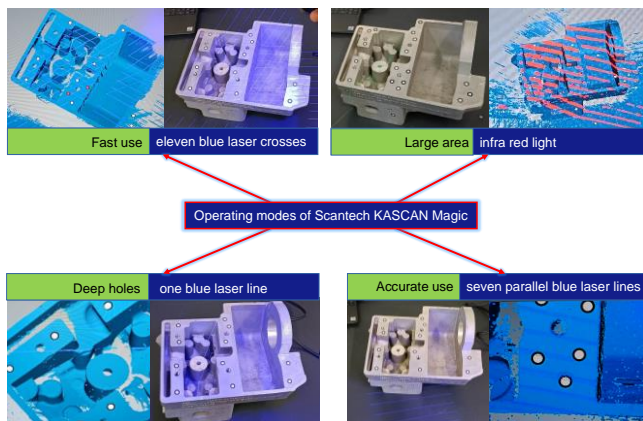 Fast use eleven blue laser crosses
Large area infra red light
Operating modes of Scantech KASCAN Magic
Deep holes one blue laser line
Accurate use seven parallel blue laser lines